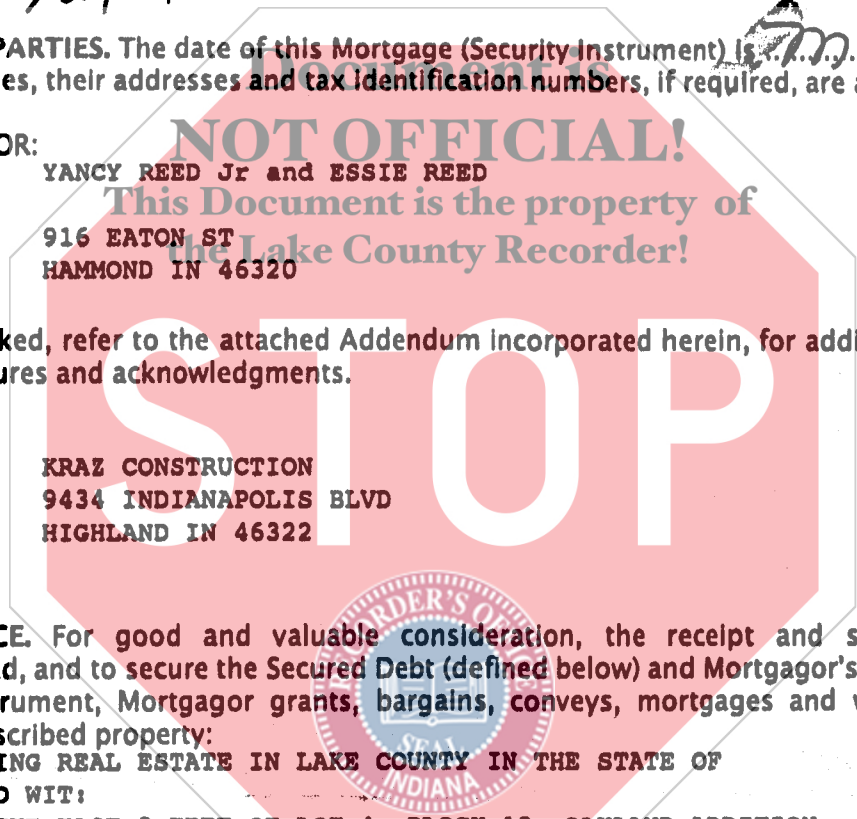 PARTIES. The date of this Mortgage (Security Instrument) is
es, their addresses and tax identification numbers, if required, are a
Document is
NOT OFFICIAL!
This Document is the property of
the Lake County Recorder!
OR:
YANCY REED Jr and ESSIE REED
916 EATON ST
HAMMOND IN 46320
ked, refer to the attached Addendum incorporated herein, for addi
ures and acknowledgments.
STOP
KRAZ CONSTRUCTION
9434 INDIANAPOLIS BLVD
HIGHLAND IN 46322
CE. For good and valuable consideration, the receipt and s
d, and to secure the Secured Debt (defined below) and Mortgagor's
rument, Mortgagor grants, bargains, conveys, mortgages and
scribed property:
RECORDER'S OFFICE
SEAL
INDIANA
ING REAL ESTATE IN LAKE COUNTY IN THE STATE OF
O WIT: